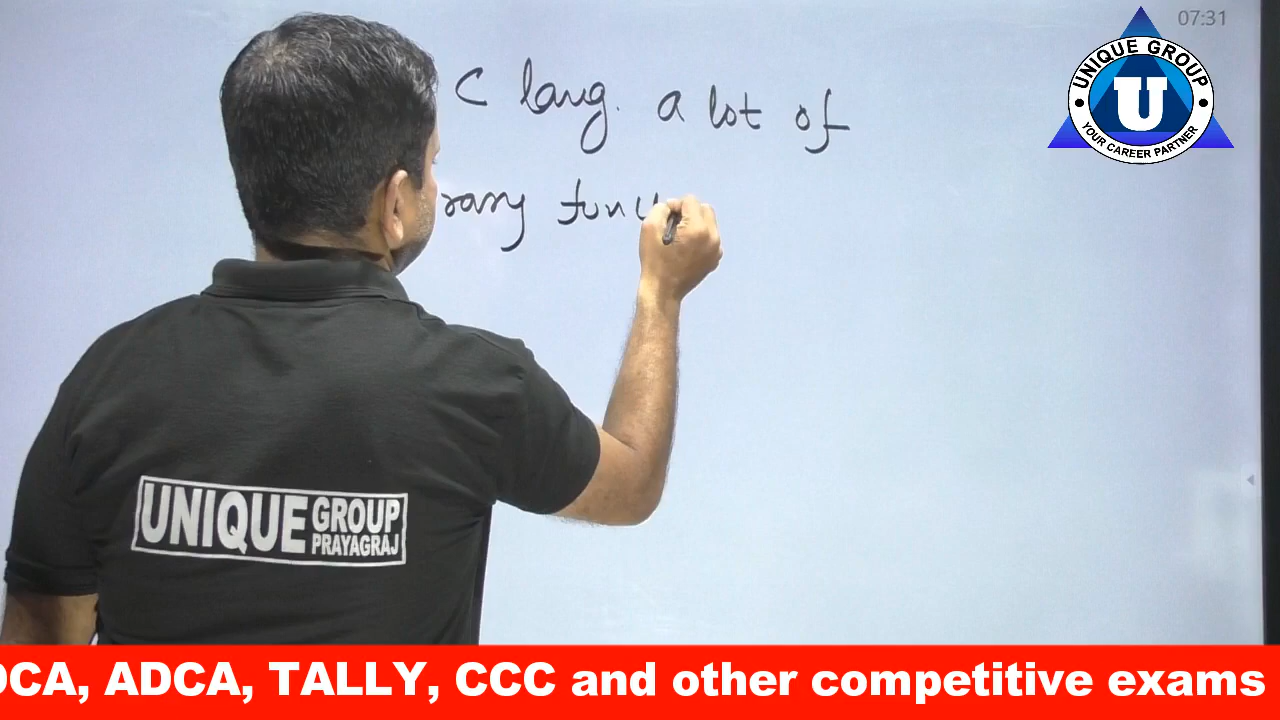 07:31
UNIQUE GROUP
U
YOUR CAREER PARTNER
C lang. a lot of
rary func
UNIQUE GROUP
PRAYAGRAJ
DCA, ADCA, TALLY, CCC and other competitive exams